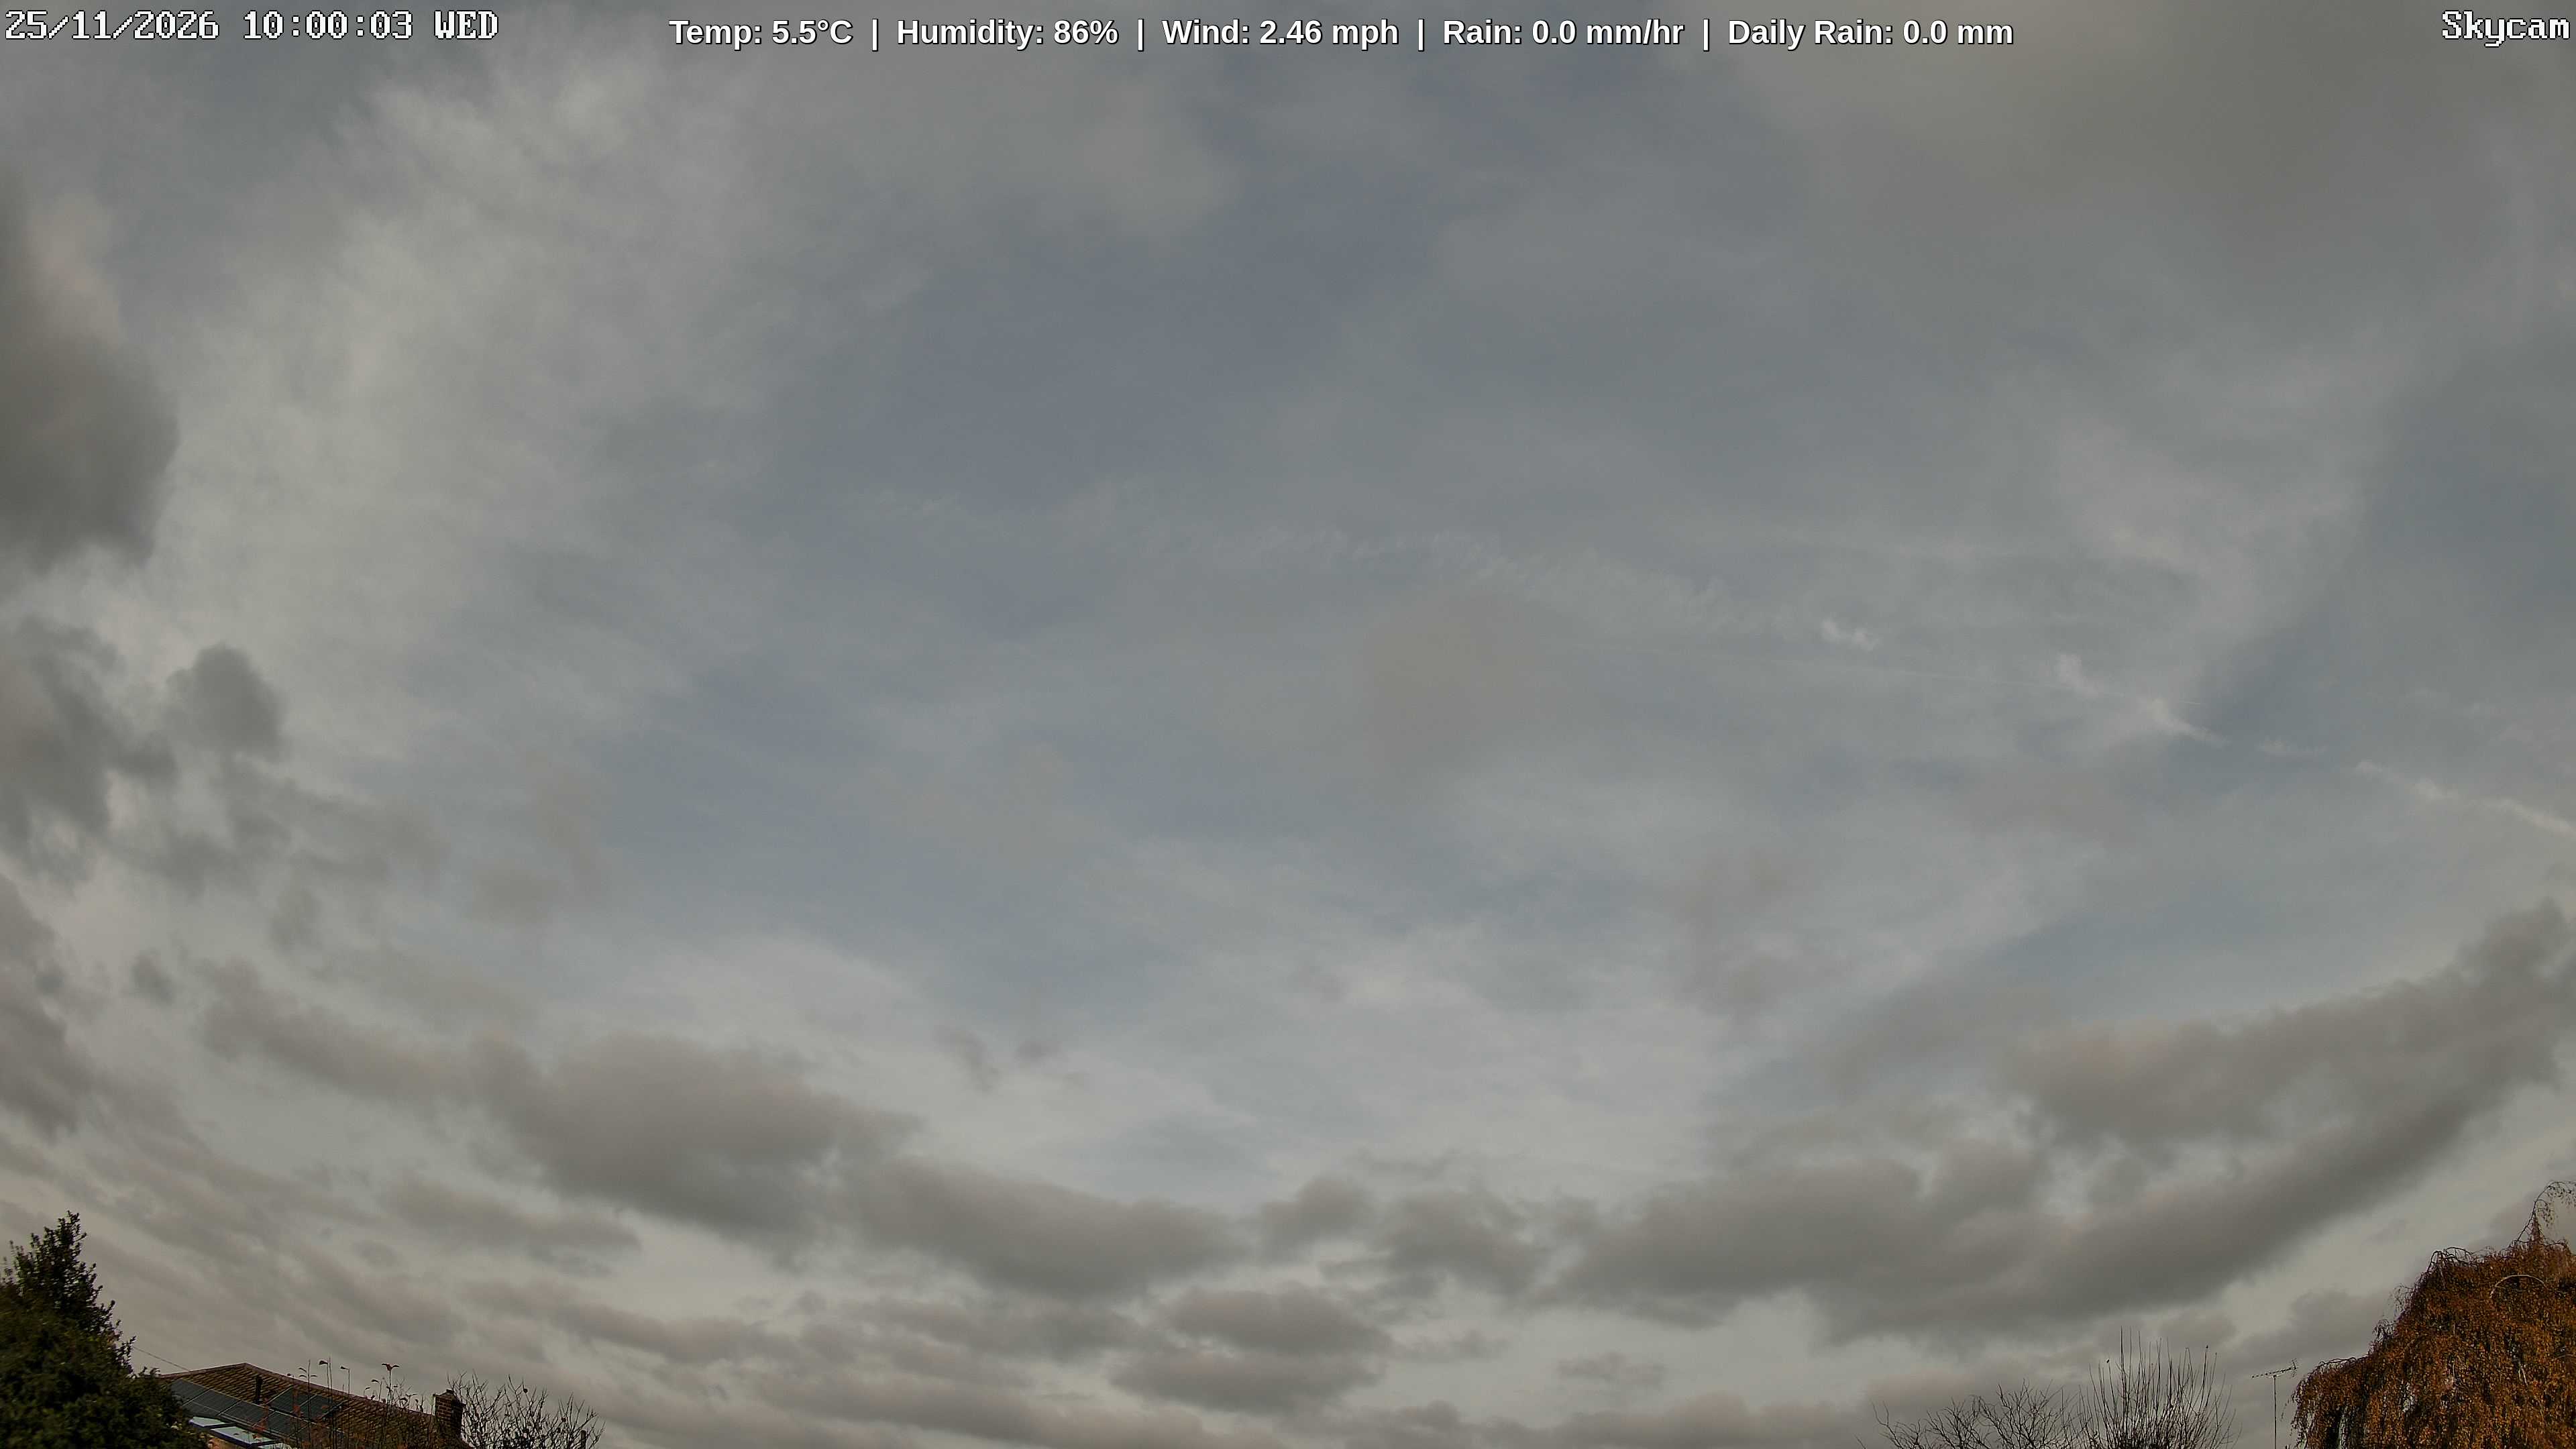 25/11/2026 10:00:03 WED
Temp: 5.5°C | Humidity: 86% | Wind: 2.46 mph | Rain: 0.0 mm/hr | Daily Rain: 0.0 mm
Skycam